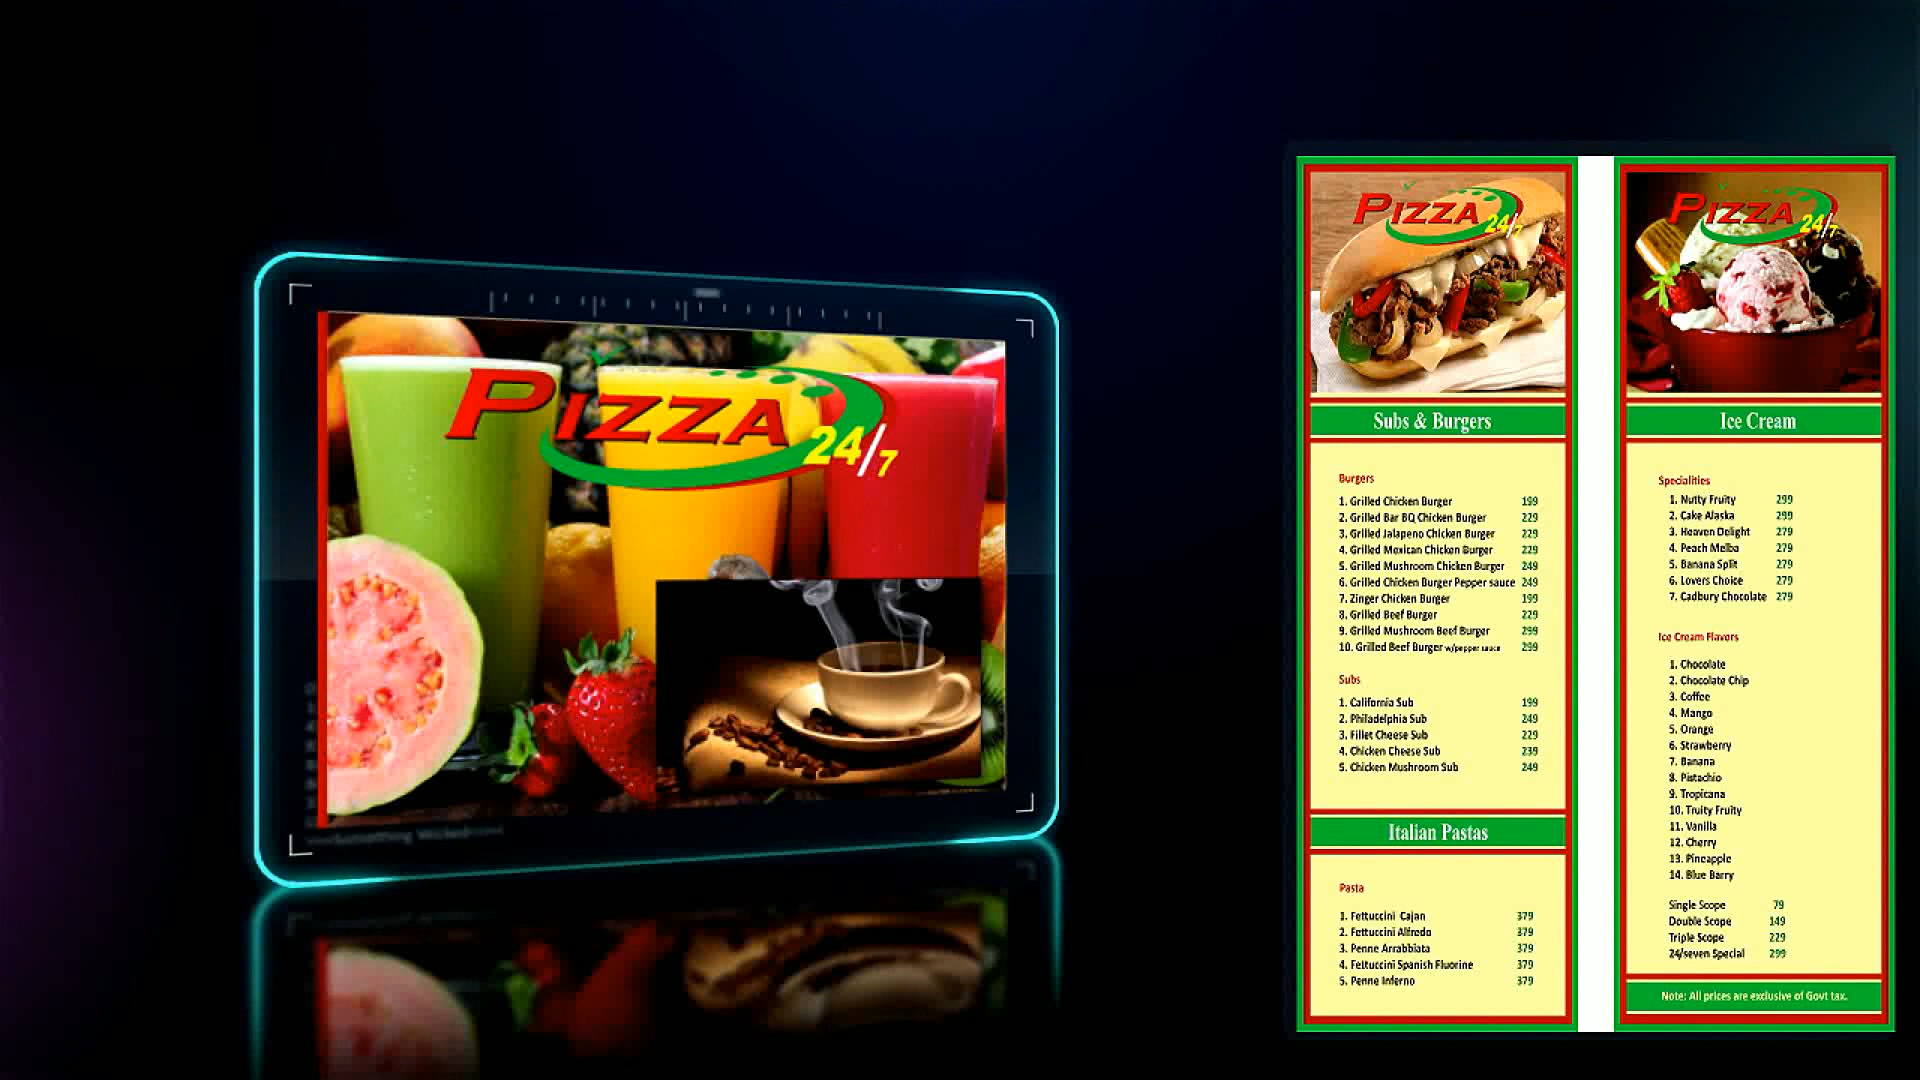 PIZZA
24/7
PIZZA
24/7
Subs & Burgers
Burgers
1. Grilled Chicken Burger 199
2. Grilled Bar BQ Chicken Burger 229
3. Grilled Jalapeno Chicken Burger 229
4. Grilled Mexican Chicken Burger 229
5. Grilled Mushroom Chicken Burger 249
6. Grilled Chicken Burger Pepper sauce 249
7. Zinger Chicken Burger 199
8. Grilled Beef Burger 229
9. Grilled Mushroom Beef Burger 299
10. Grilled Beef Burger w/pepper sauce 299
Subs
1. California Sub 199
2. Philadelphia Sub 249
3. Fillet Cheese Sub 229
4. Chicken Cheese Sub 239
5. Chicken Mushroom Sub 249
Italian Pastas
Pasta
1. Fettuccini Cajan 379
2. Fettuccini Alfredo 379
3. Penne Arrabbiata 379
4. Fettuccini Spanish Fluorine 379
5. Penne Inferno 379
PIZZA
24/7
Ice Cream
Specialities
1. Nutty Fruity 299
2. Cake Alaska 299
3. Heaven Delight 279
4. Peach Melba 279
5. Banana Split 279
6. Lovers Choice 279
7. Cadbury Chocolate 279
Ice Cream Flavors
1. Chocolate
2. Chocolate Chip
3. Coffee
4. Mango
5. Orange
6. Strawberry
7. Banana
8. Pistachio
9. Tropicana
10. Truity Fruity
11. Vanilla
12. Cherry
13. Pineapple
14. Blue Barry
Single Scope 79
Double Scope 149
Triple Scope 229
24/seven Special 299
Note: All prices are exclusive of Govt tax.